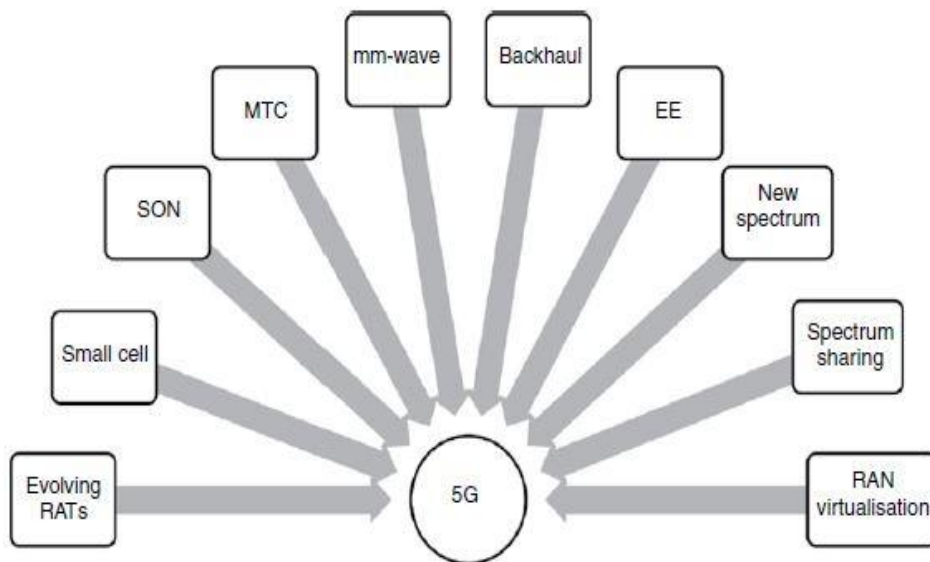 mm-wave
Backhaul
MTC
EE
SON
New
spectrum
Small cell
Spectrum
sharing
Evolving
RATs
5G
RAN
virtualisation